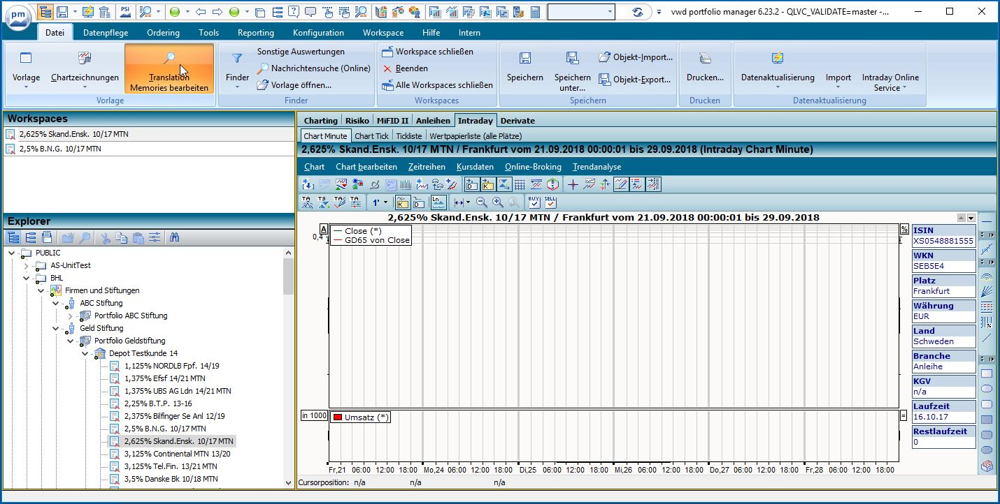 pm
PSI
vwd portfolio manager 6.23.2 - QLVC_VALIDATE=master -...
Datei
Datenpflege
Ordering
Tools
Reporting
Konfiguration
Workspace
Hilfe
Intern
Vorlage
Chartzeichnungen
Translation
Memories bearbeiten
Vorlage
Finder
Sonstige Auswertungen
Nachrichtensuche (Online)
Vorlage öffnen...
Finder
Workspace schließen
Beenden
Alle Workspaces schließen
Workspaces
Speichern
Speichern
unter...
Objekt-Import...
Objekt-Export...
Speichern
Drucken...
Drucken
Datenaktualisierung
Import
Intraday Online
Service
Datenaktualisierung
Workspaces
2,625% Skand.Ensk. 10/17 MTN
2,5% B.N.G. 10/17 MTN
Explorer
PUBLIC
AS-UnitTest
BHL
Firmen und Stiftungen
ABC Stiftung
Portfolio ABC Stiftung
Geld Stiftung
Portfolio Geldstiftung
Depot Testkunde 14
1,125% NORDLB Fpf. 14/19
1,375% Efsf 14/21 MTN
1,375% UBS AG Ldn 14/21 MTN
2,25% B.T.P. 13-16
2,375% Bilfinger Se Anl 12/19
2,5% B.N.G. 10/17 MTN
2,625% Skand.Ensk. 10/17 MTN
3,125% Continental MTN 13/20
3,125% Tel.Fin. 13/21 MTN
3,5% Danske Bk 10/18 MTN
Charting
Risiko
MiFID II
Anleihen
Intraday
Derivate
Chart Minute
Chart Tick
Tickliste
Wertpapierliste (alle Plätze)
2,625% Skand.Ensk. 10/17 MTN / Frankfurt vom 21.09.2018 00:00:01 bis 29.09.2018 (Intraday Chart Minute)
Chart
Chart bearbeiten
Zeitreihen
Kursdaten
Online-Broking
Trendanalyse
TA
TS
TA
TA
1'
K
D
Ln
BUY
SELL
2,625% Skand.Ensk. 10/17 MTN / Frankfurt vom 21.09.2018 00:00:01 bis 29.09.2018
A
0,4
Close (*)
GD65 von Close
%
in 1000
Umsatz (*)
=
Fr,21 06:00 12:00 18:00 Mo,24 06:00 12:00 18:00 Di,25 06:00 12:00 18:00 Mi,26 06:00 12:00 18:00 Do,27 06:00 12:00 18:00 Fr,28 06:00 12:00 18:00
Cursorposition: n/a n/a n/a
ISIN
XS0548881555
WKN
SEB5E4
Platz
Frankfurt
Währung
EUR
Land
Schweden
Branche
Anleihe
KGV
n/a
Laufzeit
16.10.17
Restlaufzeit
0